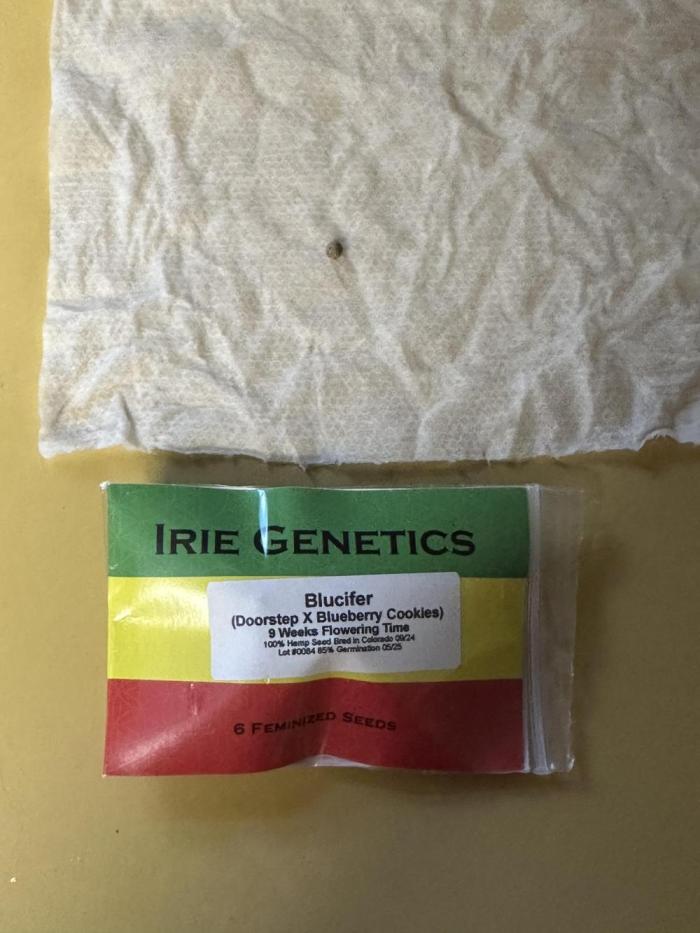 IRIE GENETICS
Blucifer
(Doorstep X Blueberry Cookies)
9 Weeks Flowering Time
100% Hemp Seed Bred in Colorado 09/24
Lot #0084 85% Germination 05/25
6 FEMINIZED SEEDS